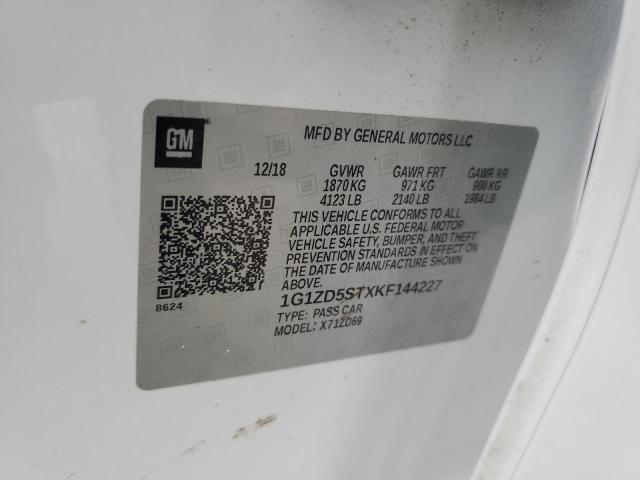 GM
MFD BY GENERAL MOTORS LLC
12/18 GVWR GAWR FRT GAWR RR
1870 KG 971 KG 900 KG
4123 LB 2140 LB 1984 LB
THIS VEHICLE CONFORMS TO ALL
APPLICABLE U.S. FEDERAL MOTOR
VEHICLE SAFETY, BUMPER, AND THEFT
PREVENTION STANDARDS IN EFFECT
ON THE DATE OF MANUFACTURE SHOWN
ABOVE.
1G1ZD5STXKF144227
8624
TYPE: PASS CAR
MODEL: X71ZD69